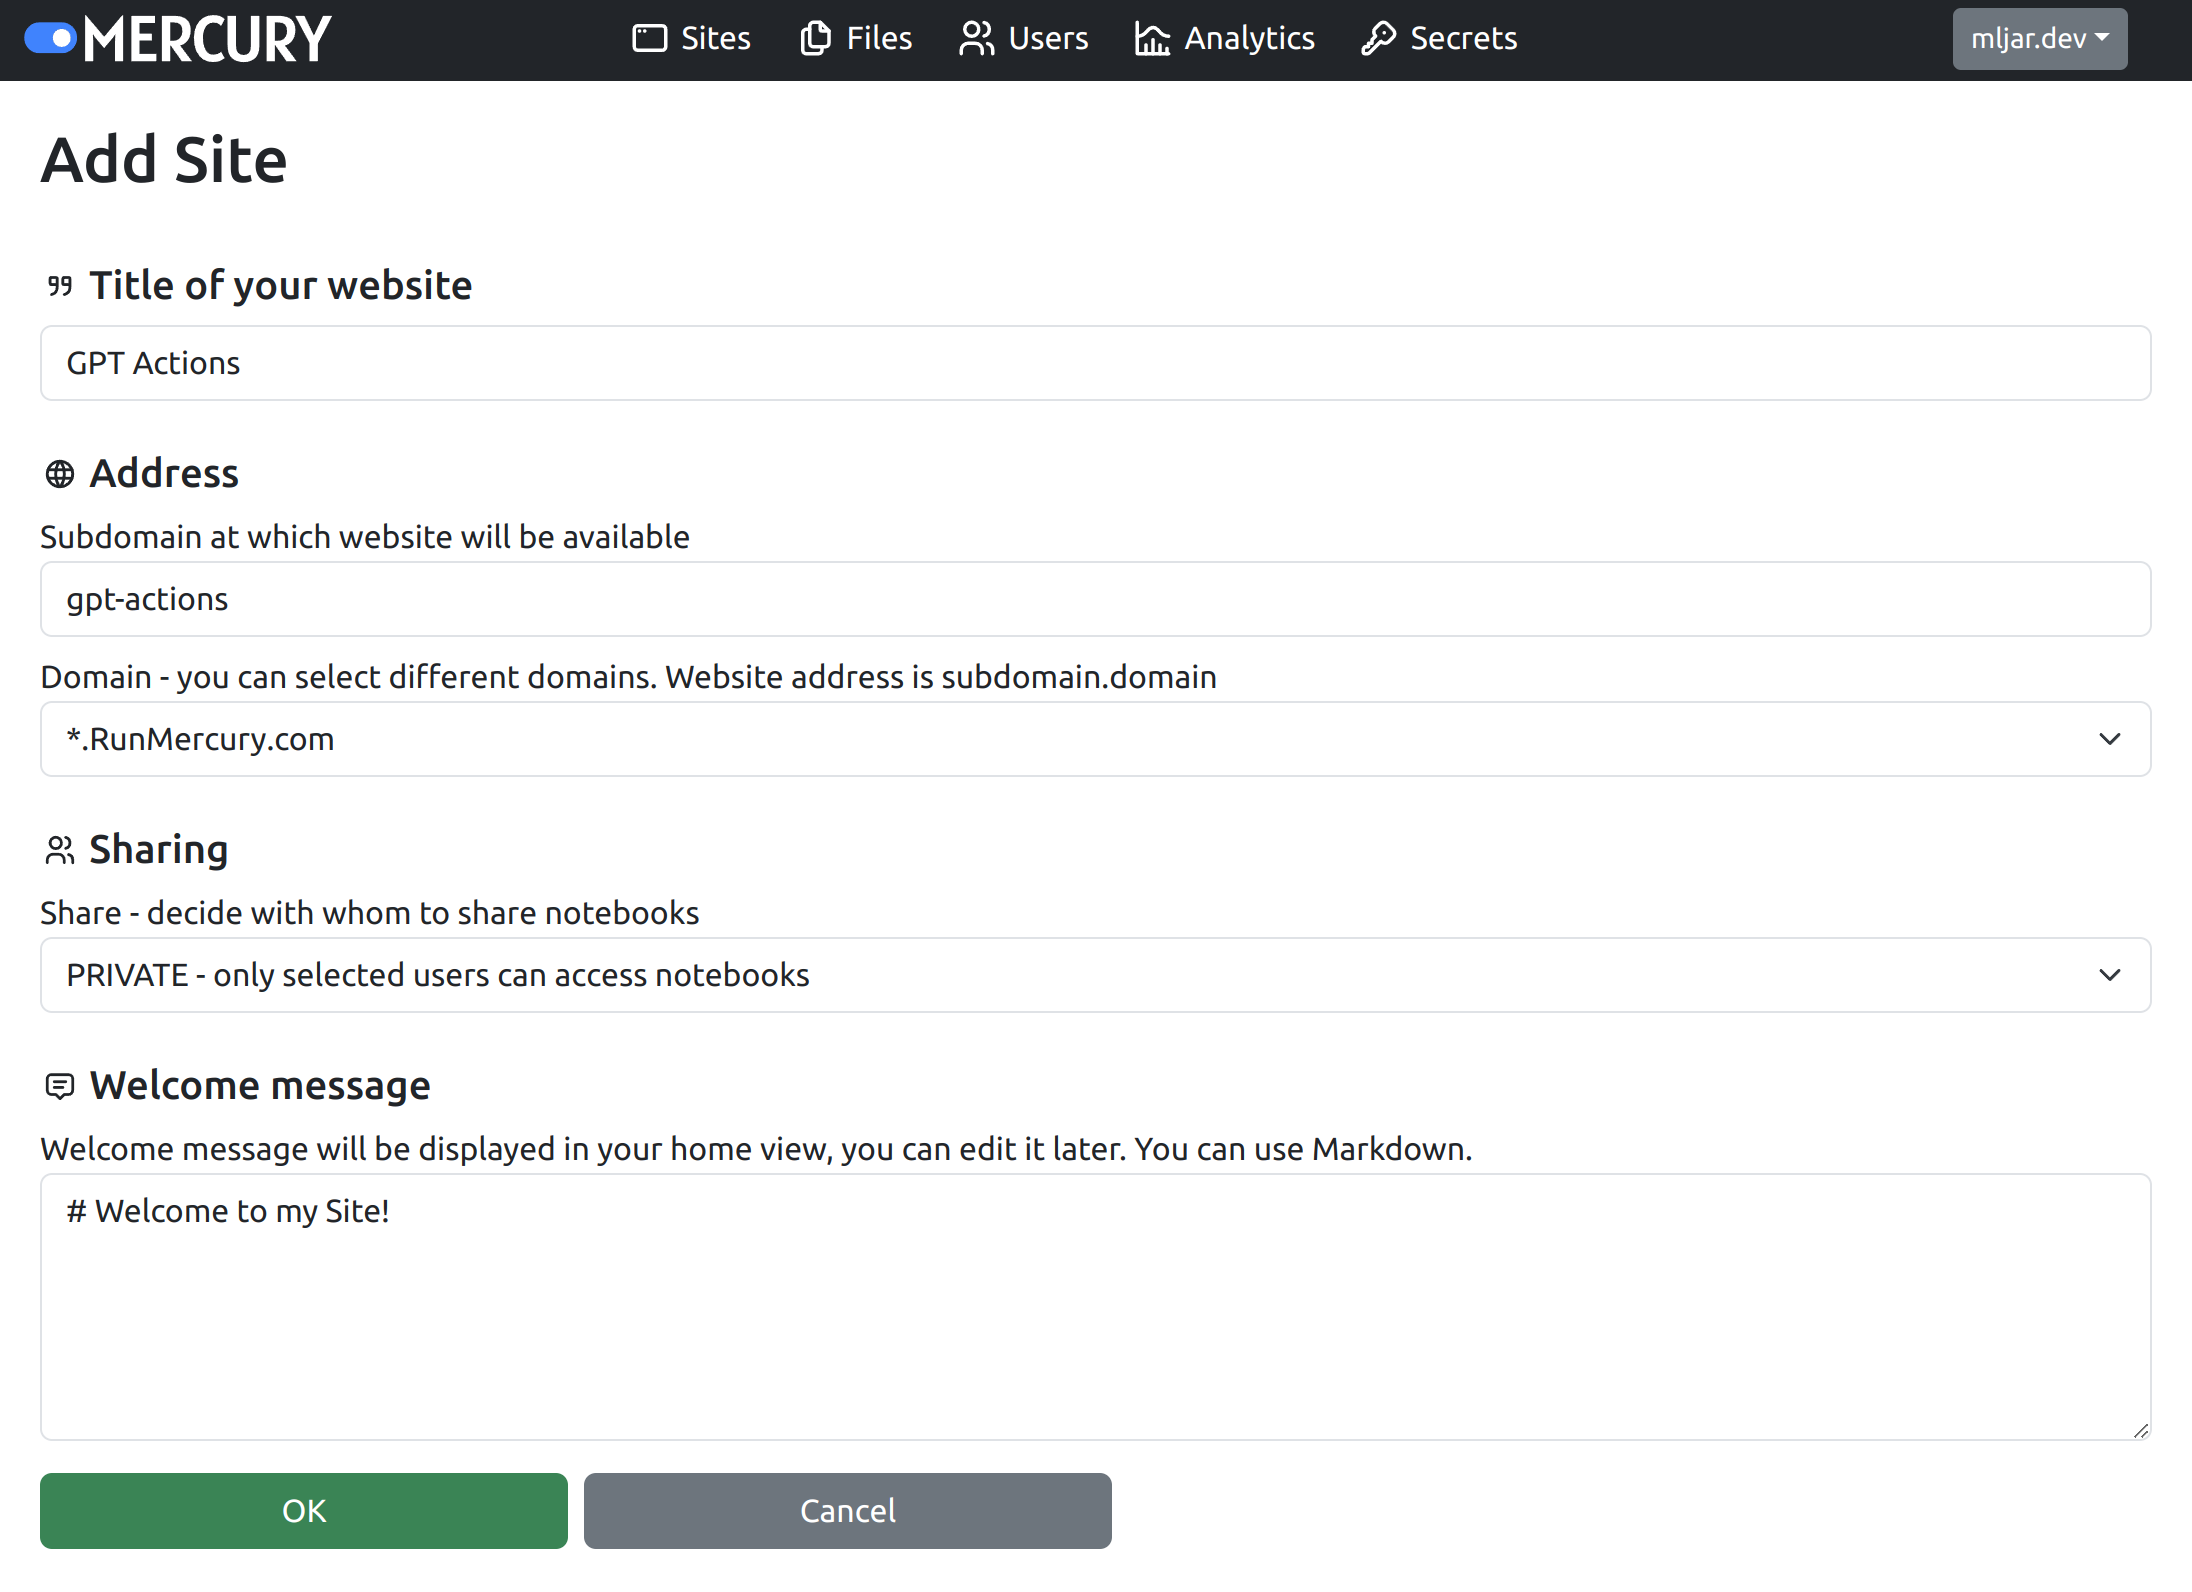 MERCURY Sites Files Users Analytics Secrets mljar.dev
Add Site
Title of your website
GPT Actions
Address
Subdomain at which website will be available
gpt-actions
Domain - you can select different domains. Website address is subdomain.domain
*.RunMercury.com
Sharing
Share - decide with whom to share notebooks
PRIVATE - only selected users can access notebooks
Welcome message
Welcome message will be displayed in your home view, you can edit it later. You can use Markdown.
# Welcome to my Site!
OK Cancel